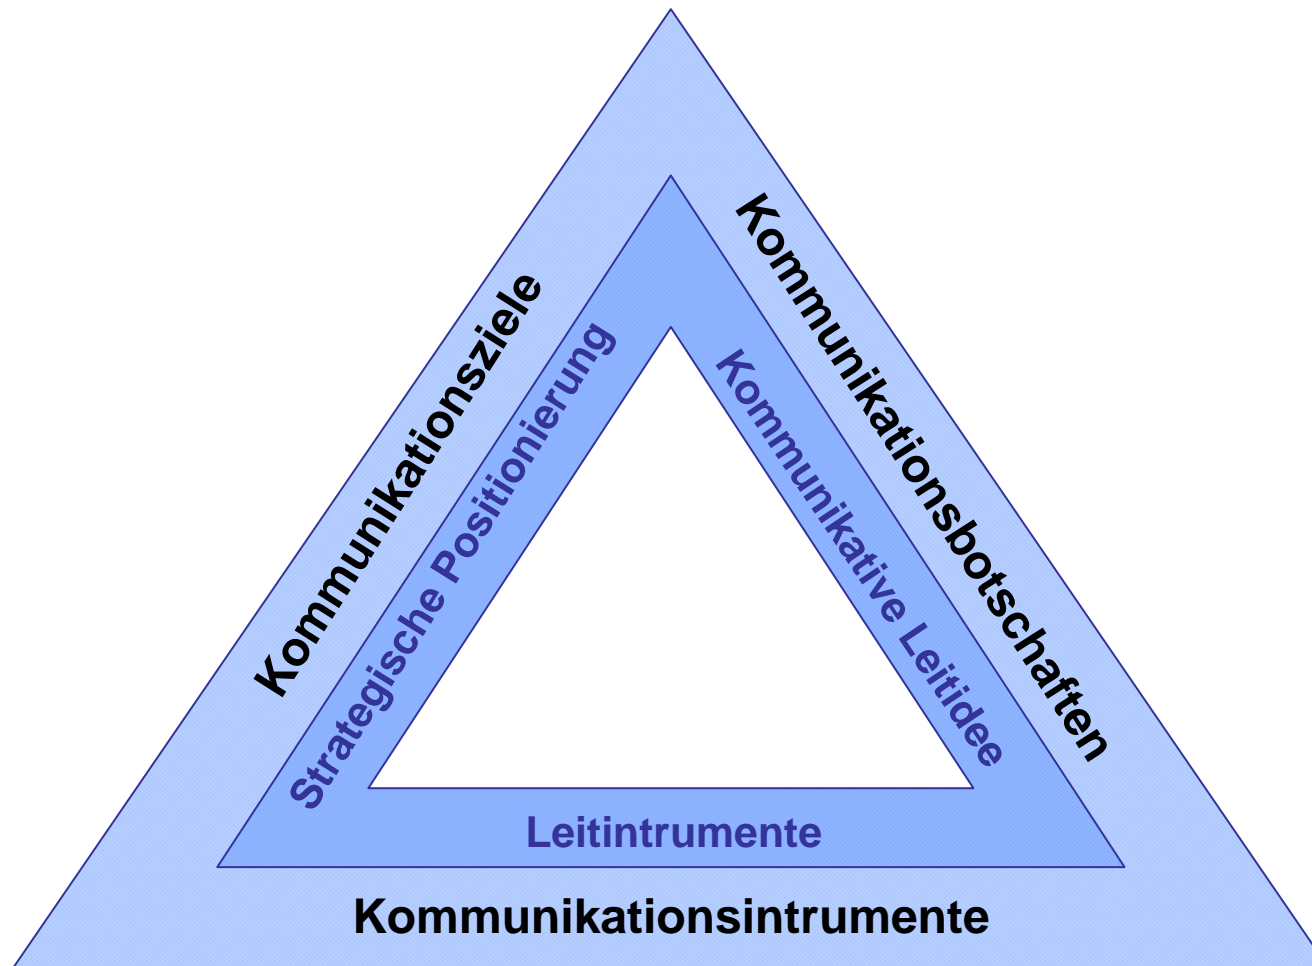 Kommunikationsziele
Kommunikationsbotschaften
Strategische Positionierung
Kommunikative Leitidee
Leitintrumente
Kommunikationsintrumente